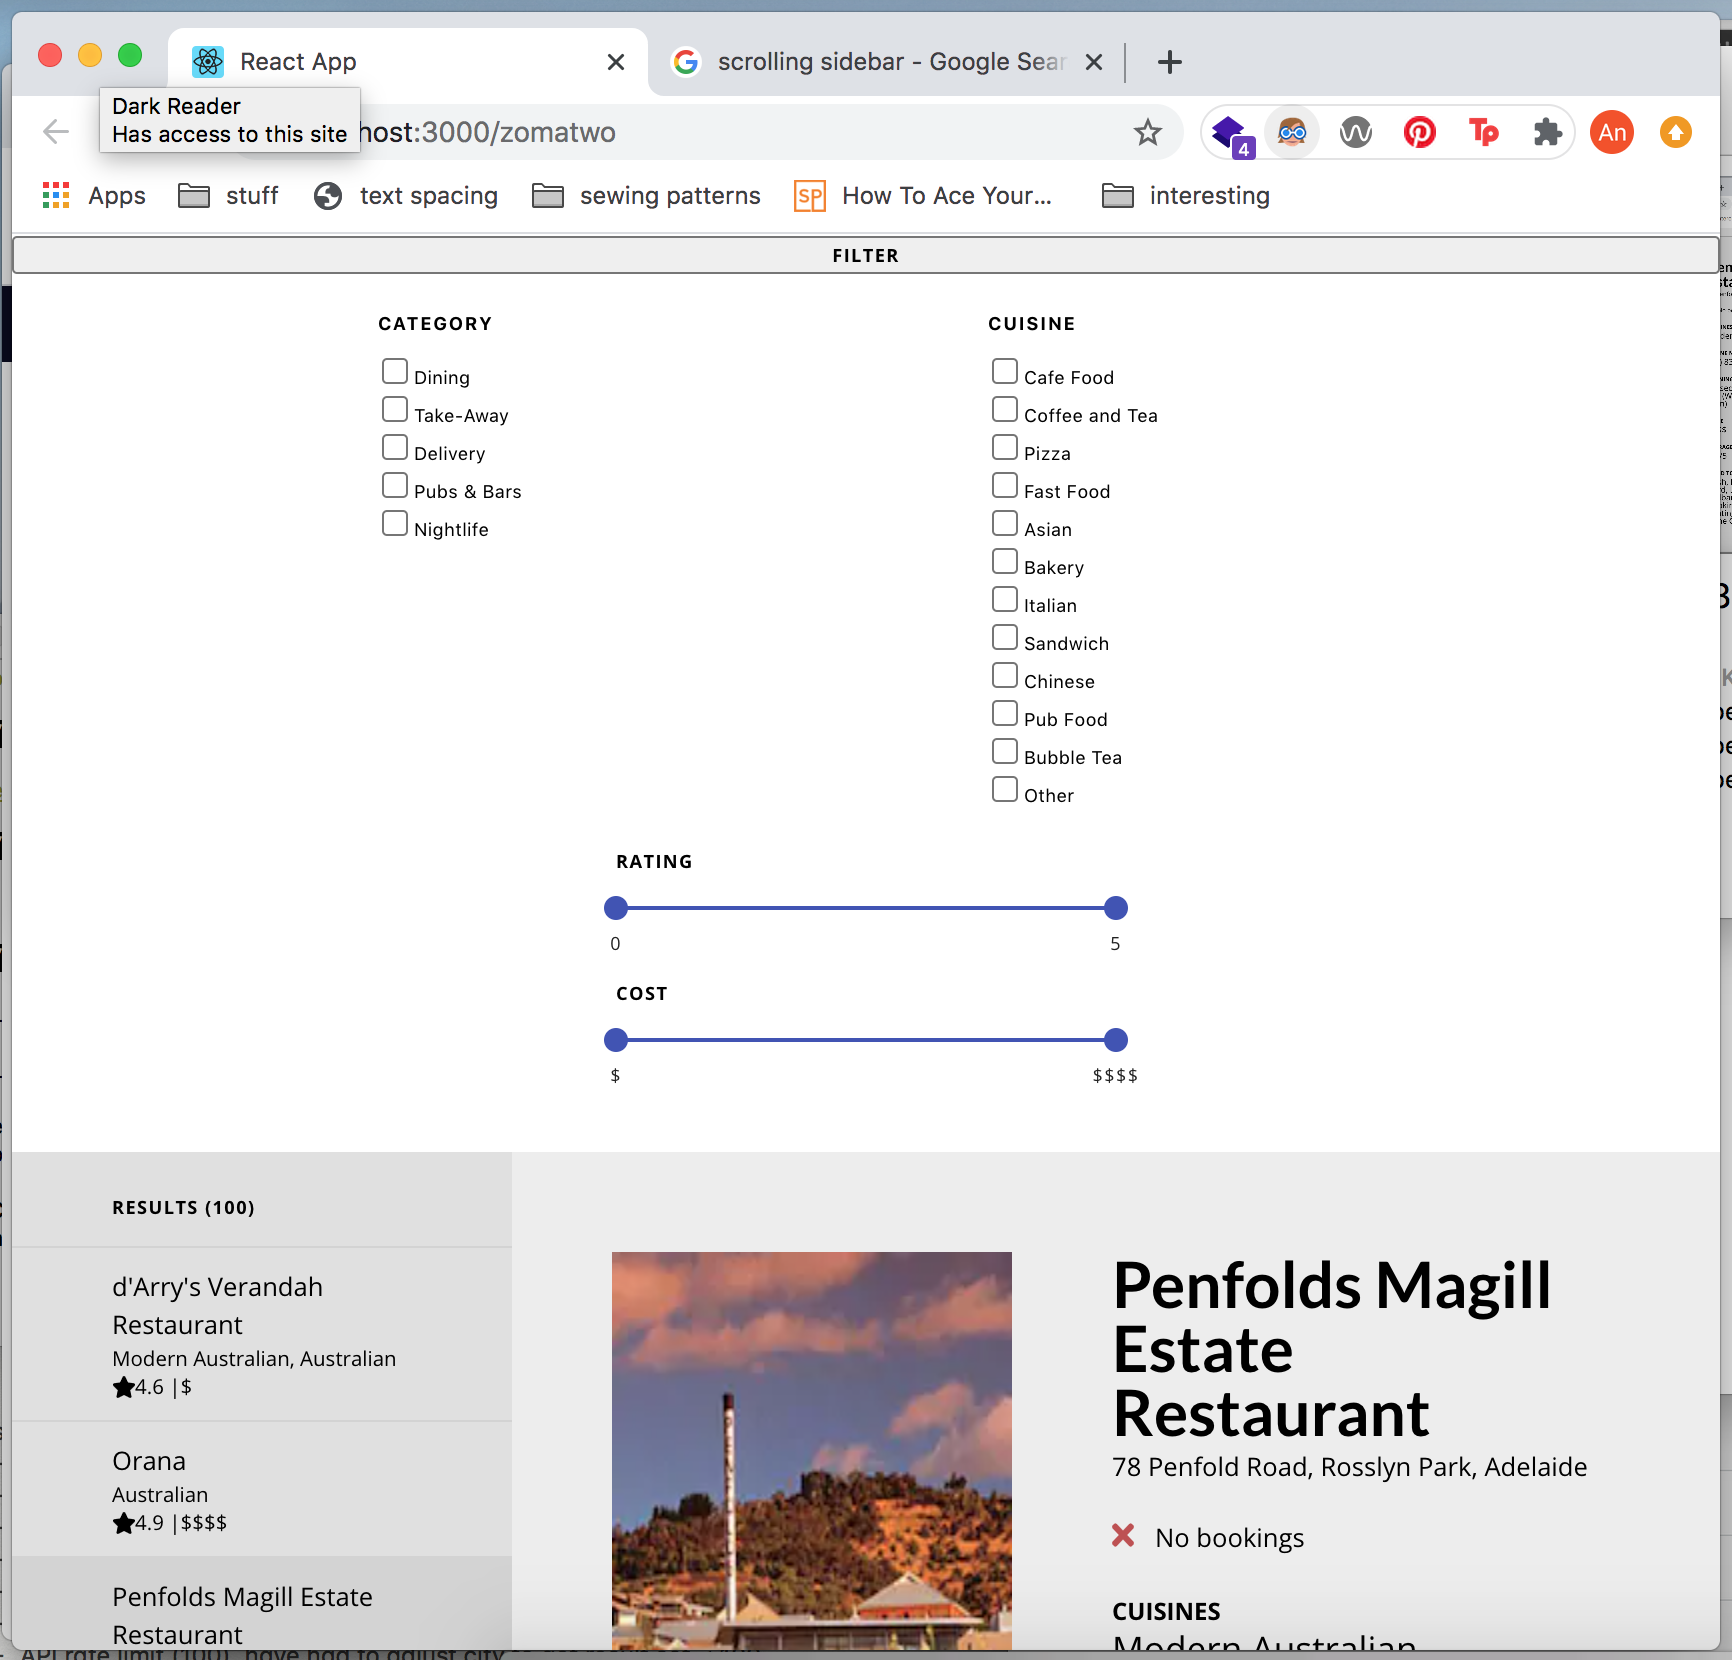 React App
scrolling sidebar - Google Sear
Dark Reader
Has access to this site
host:3000/zomatwo
4
Tp
An
Apps
stuff
text spacing
sewing patterns
SP
How To Ace Your...
interesting
FILTER
CATEGORY
Dining
Take-Away
Delivery
Pubs & Bars
Nightlife
CUISINE
Cafe Food
Coffee and Tea
Pizza
Fast Food
Asian
Bakery
Italian
Sandwich
Chinese
Pub Food
Bubble Tea
Other
RATING
0
5
COST
$
$$$$
RESULTS (100)
d'Arry's Verandah
Restaurant
Modern Australian, Australian
4.6 |$
Orana
Australian
4.9 |$$$$
Penfolds Magill Estate
Restaurant
Penfolds Magill
Estate
Restaurant
78 Penfold Road, Rosslyn Park, Adelaide
No bookings
CUISINES
Modern Australian